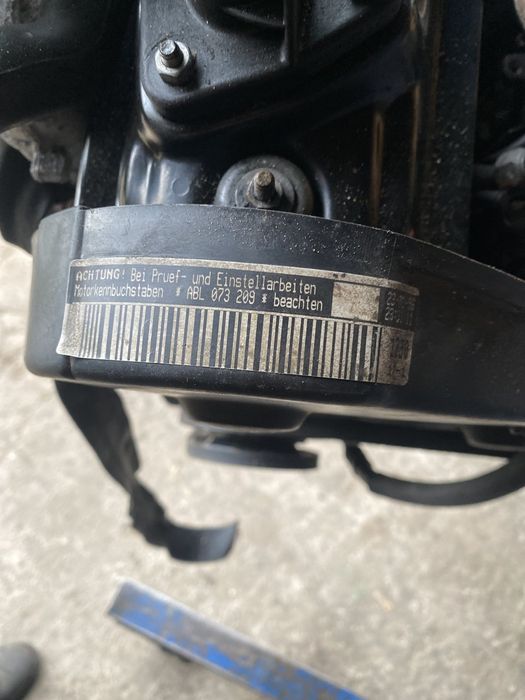 ACHTUNG! Bei Pruef- und Einstellarbeiten
Motorkennbuchstaben * ABL 073 209 * beachten